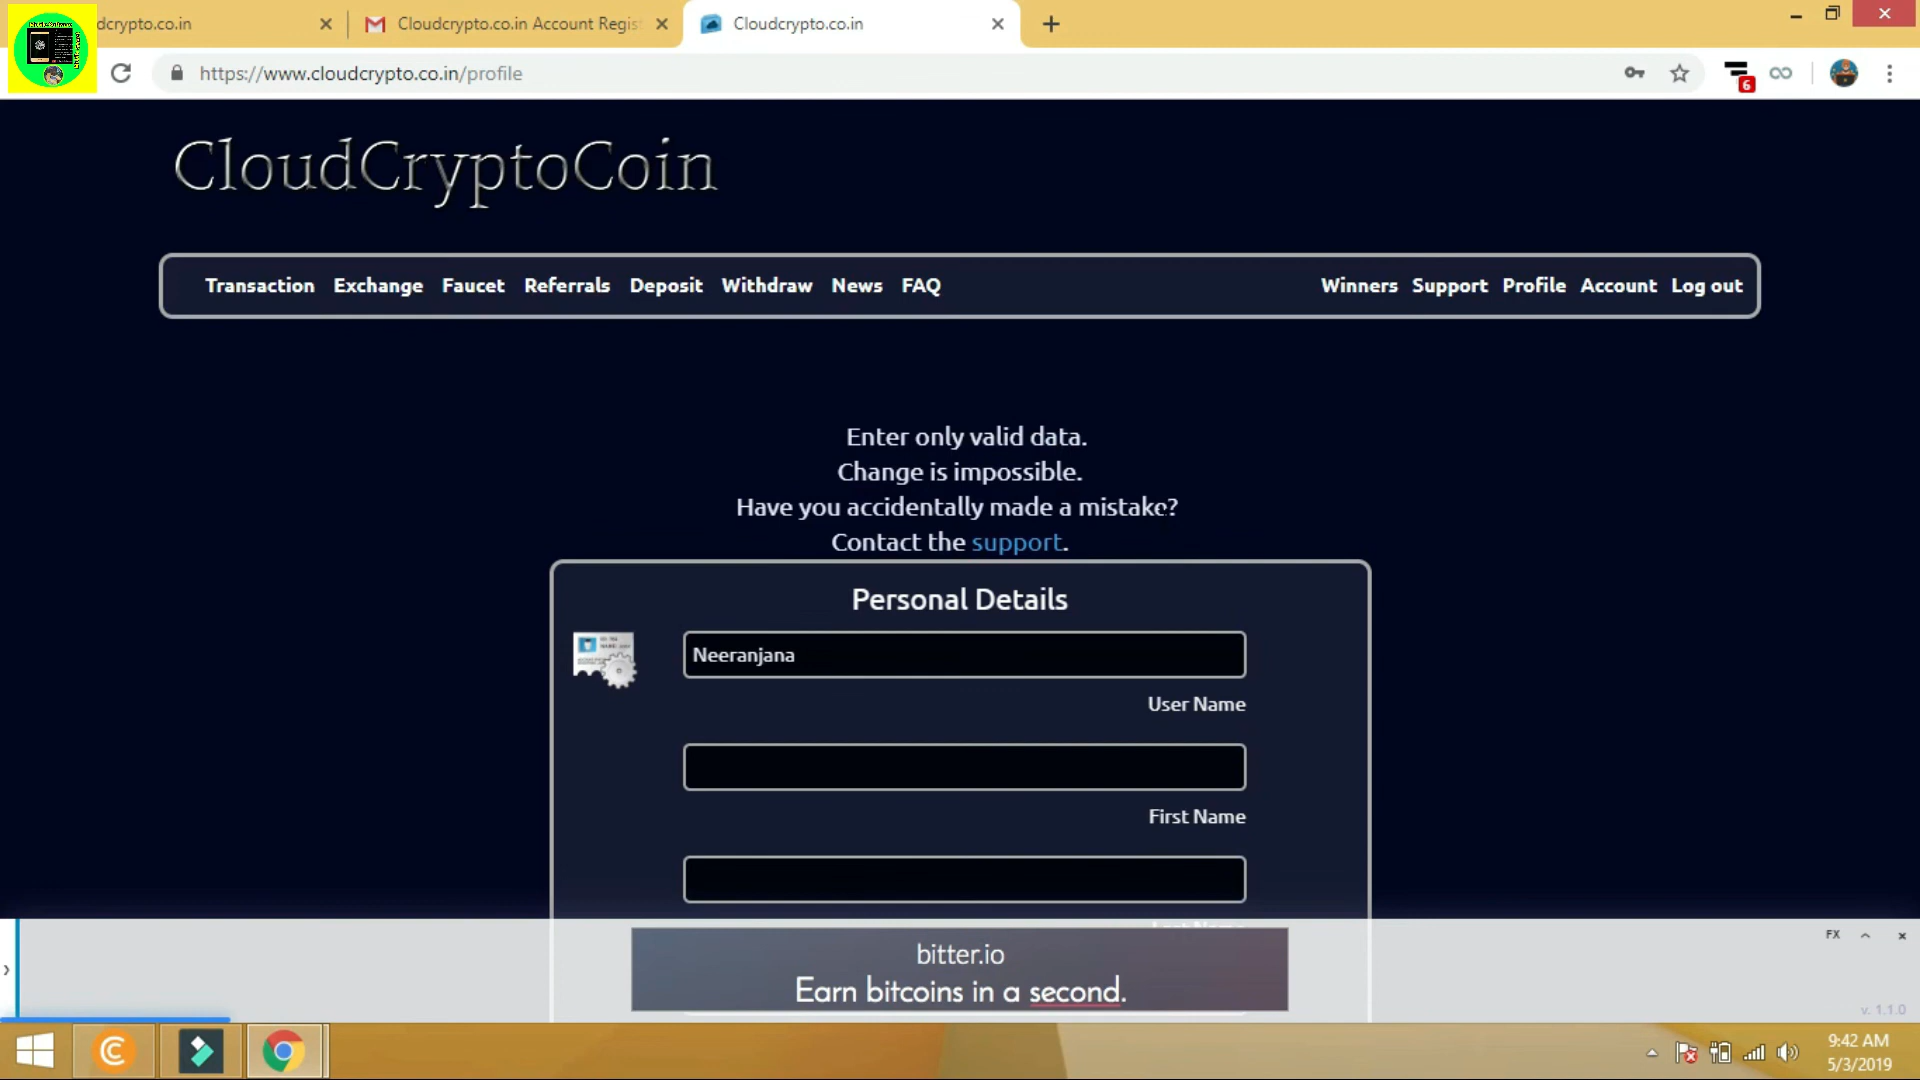 dcrypto.co.in
Cloudcrypto.co.in Account Regis
Cloudcrypto.co.in
https://www.cloudcrypto.co.in/profile
6
CloudCryptoCoin
Transaction Exchange Faucet Referrals Deposit Withdraw News FAQ
Winners Support Profile Account Log out
Enter only valid data.
Change is impossible.
Have you accidentally made a mistake?
Contact the support.
Personal Details
Neeranjana
User Name
First Name
FX
bitter.io
Earn bitcoins in a second.
v. 1.1.0
9:42 AM
5/3/2019